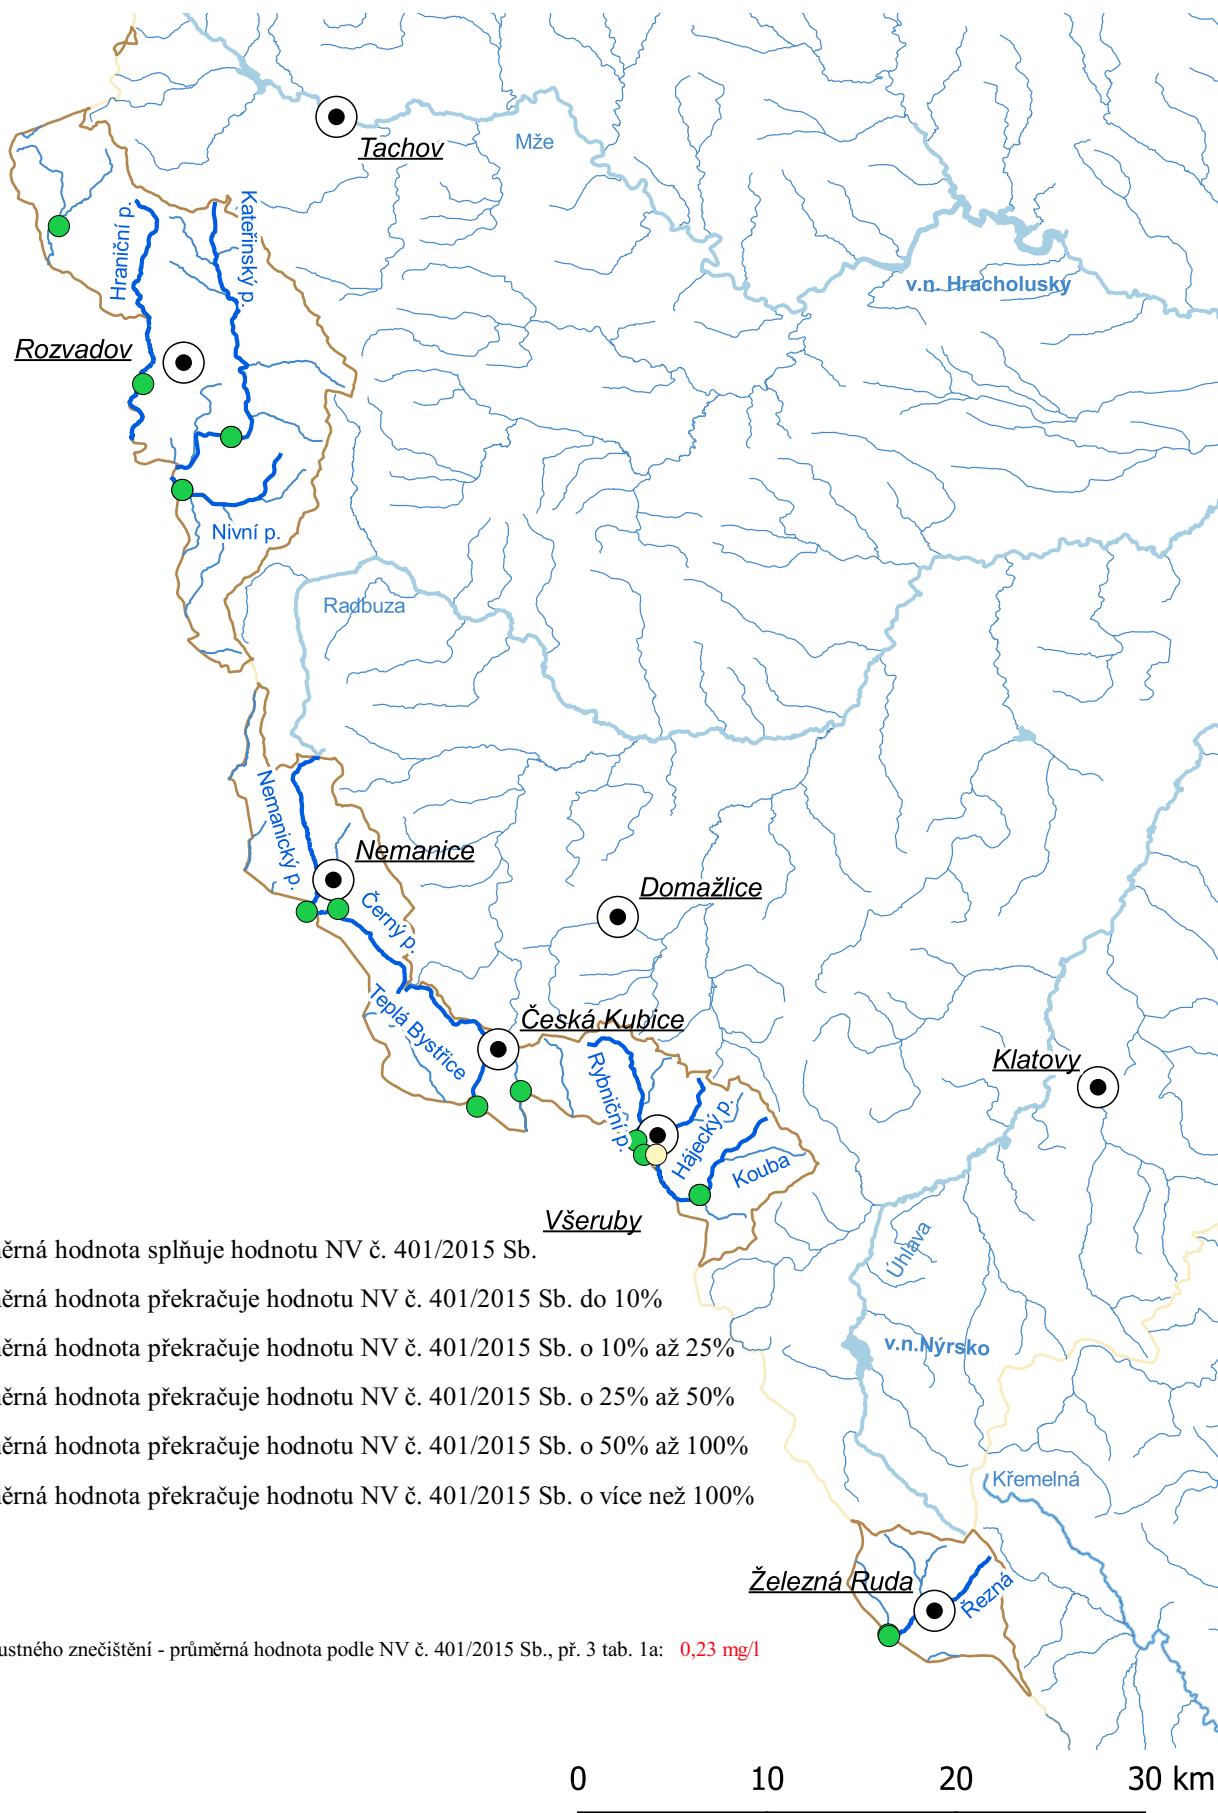 Tachov
Mže
Kateřinský p.
Hraniční p.
v.n. Hracholusky
Rozvadov
Nivní p.
Radbuza
Nemanický p.
Nemanice
Domažlice
Černý p.
Teplá Bystřice
Česká Kubice
Klatovy
Rybniční p.
Hájecký p.
Kouba
Všeruby
Úhlava
ěrná hodnota splňuje hodnotu NV č. 401/2015 Sb.
ěrná hodnota překračuje hodnotu NV č. 401/2015 Sb. do 10%
ěrná hodnota překračuje hodnotu NV č. 401/2015 Sb. o 10% až 25%
v.n.Nýrsko
ěrná hodnota překračuje hodnotu NV č. 401/2015 Sb. o 25% až 50%
ěrná hodnota překračuje hodnotu NV č. 401/2015 Sb. o 50% až 100%
Křemelná
ěrná hodnota překračuje hodnotu NV č. 401/2015 Sb. o více než 100%
Železná Ruda
Řezná
ustného znečištění - průměrná hodnota podle NV č. 401/2015 Sb., př. 3 tab. 1a: 0,23 mg/l
0 10 20 30 km